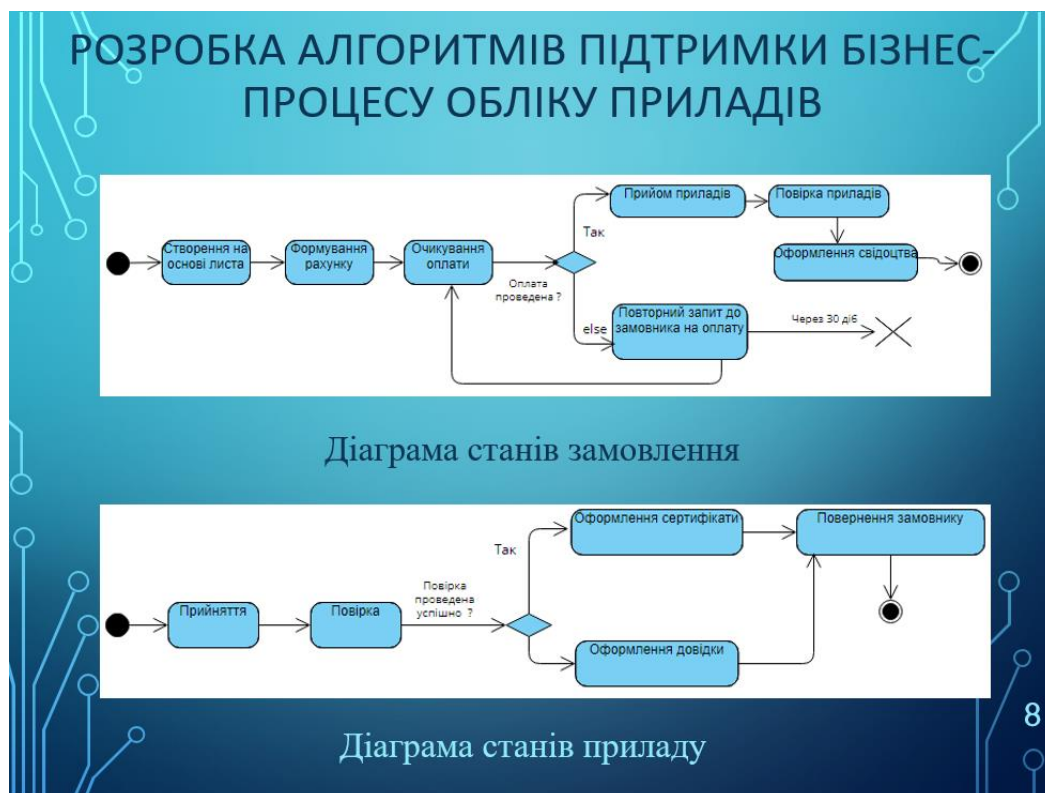 РОЗРОБКА АЛГОРИТМІВ ПІДТРИМКИ БІЗНЕС-
ПРОЦЕСУ ОБЛІКУ ПРИЛАДІВ
Створення на
основі листа
Формування
рахунку
Очикування
оплати
Оплата
проведена ?
Так
Прийом приладів
Повірка приладів
Оформлення свідоцтва
else
Повторний запит до
замовника на оплату
Через 30 діб
Діаграма станів замовлення
Прийняття
Повірка
Повірка
проведена
успішно ?
Так
Оформлення сертифікати
Повернення замовнику
Оформлення довідки
Діаграма станів приладу
8